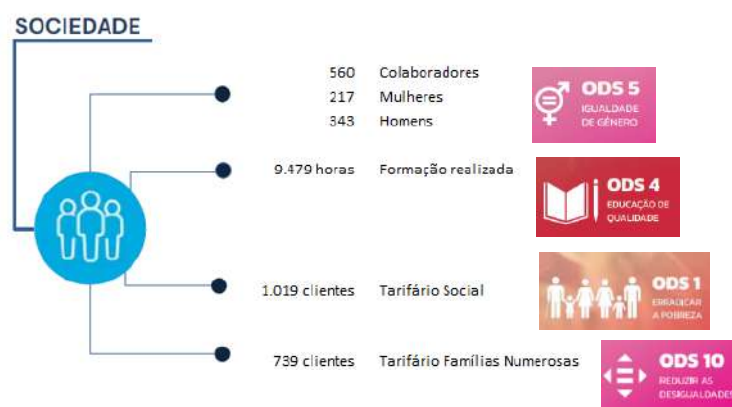 SOCIEDADE
560 Colaboradores
217 Mulheres
343 Homens
ODS 5
IGUALDADE
DE GÉNERO
9.479 horas Formação realizada
ODS 4
EDUCAÇÃO DE
QUALIDADE
1.019 clientes Tarifário Social
ODS 1
ERRADICAR
A POBREZA
739 clientes Tarifário Famílias Numerosas
ODS 10
REDUZIR AS
DESIGUALDADES